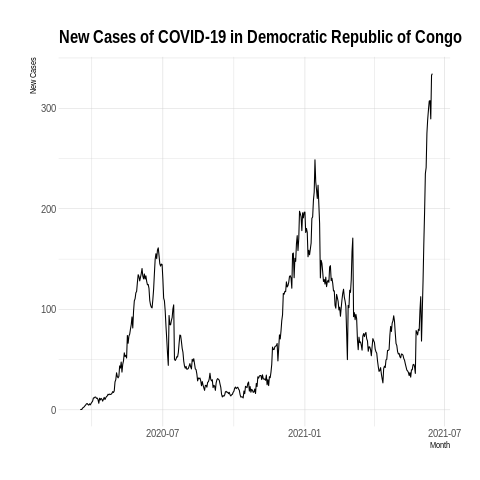 New Cases of COVID-19 in Democratic Republic of Congo
New Cases
300
200
100
0
2020-07
2021-01
2021-07
Month